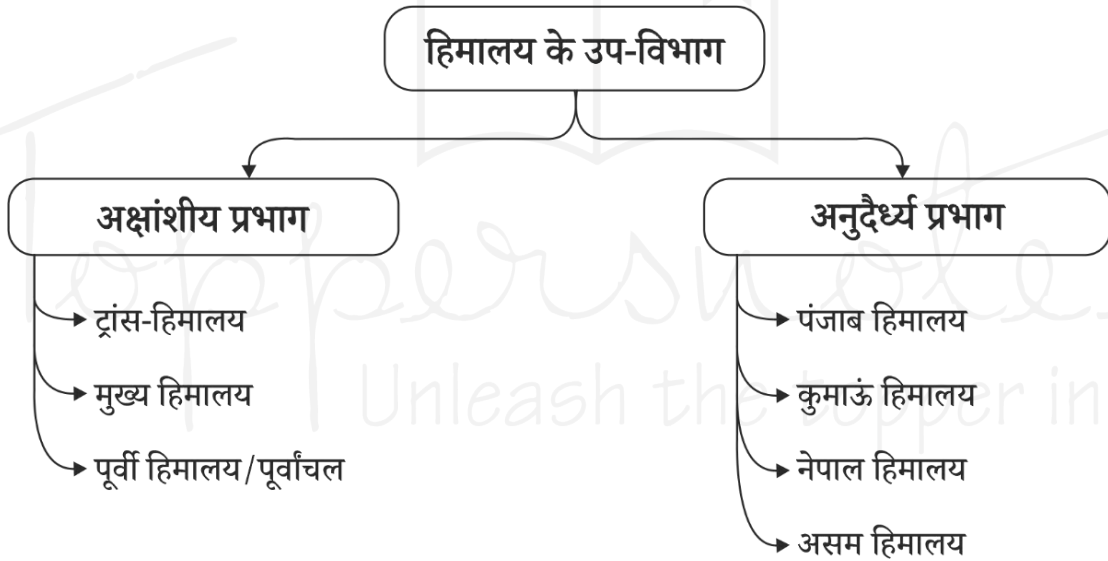 हिमालय के उप-विभाग
अक्षांशीय प्रभाग
ट्रांस-हिमालय
मुख्य हिमालय
पूर्वी हिमालय/पूर्वांचल
अनुदैर्ध्य प्रभाग
पंजाब हिमालय
कुमाऊं हिमालय
नेपाल हिमालय
असम हिमालय
Toppersnote
Unleash the topper in